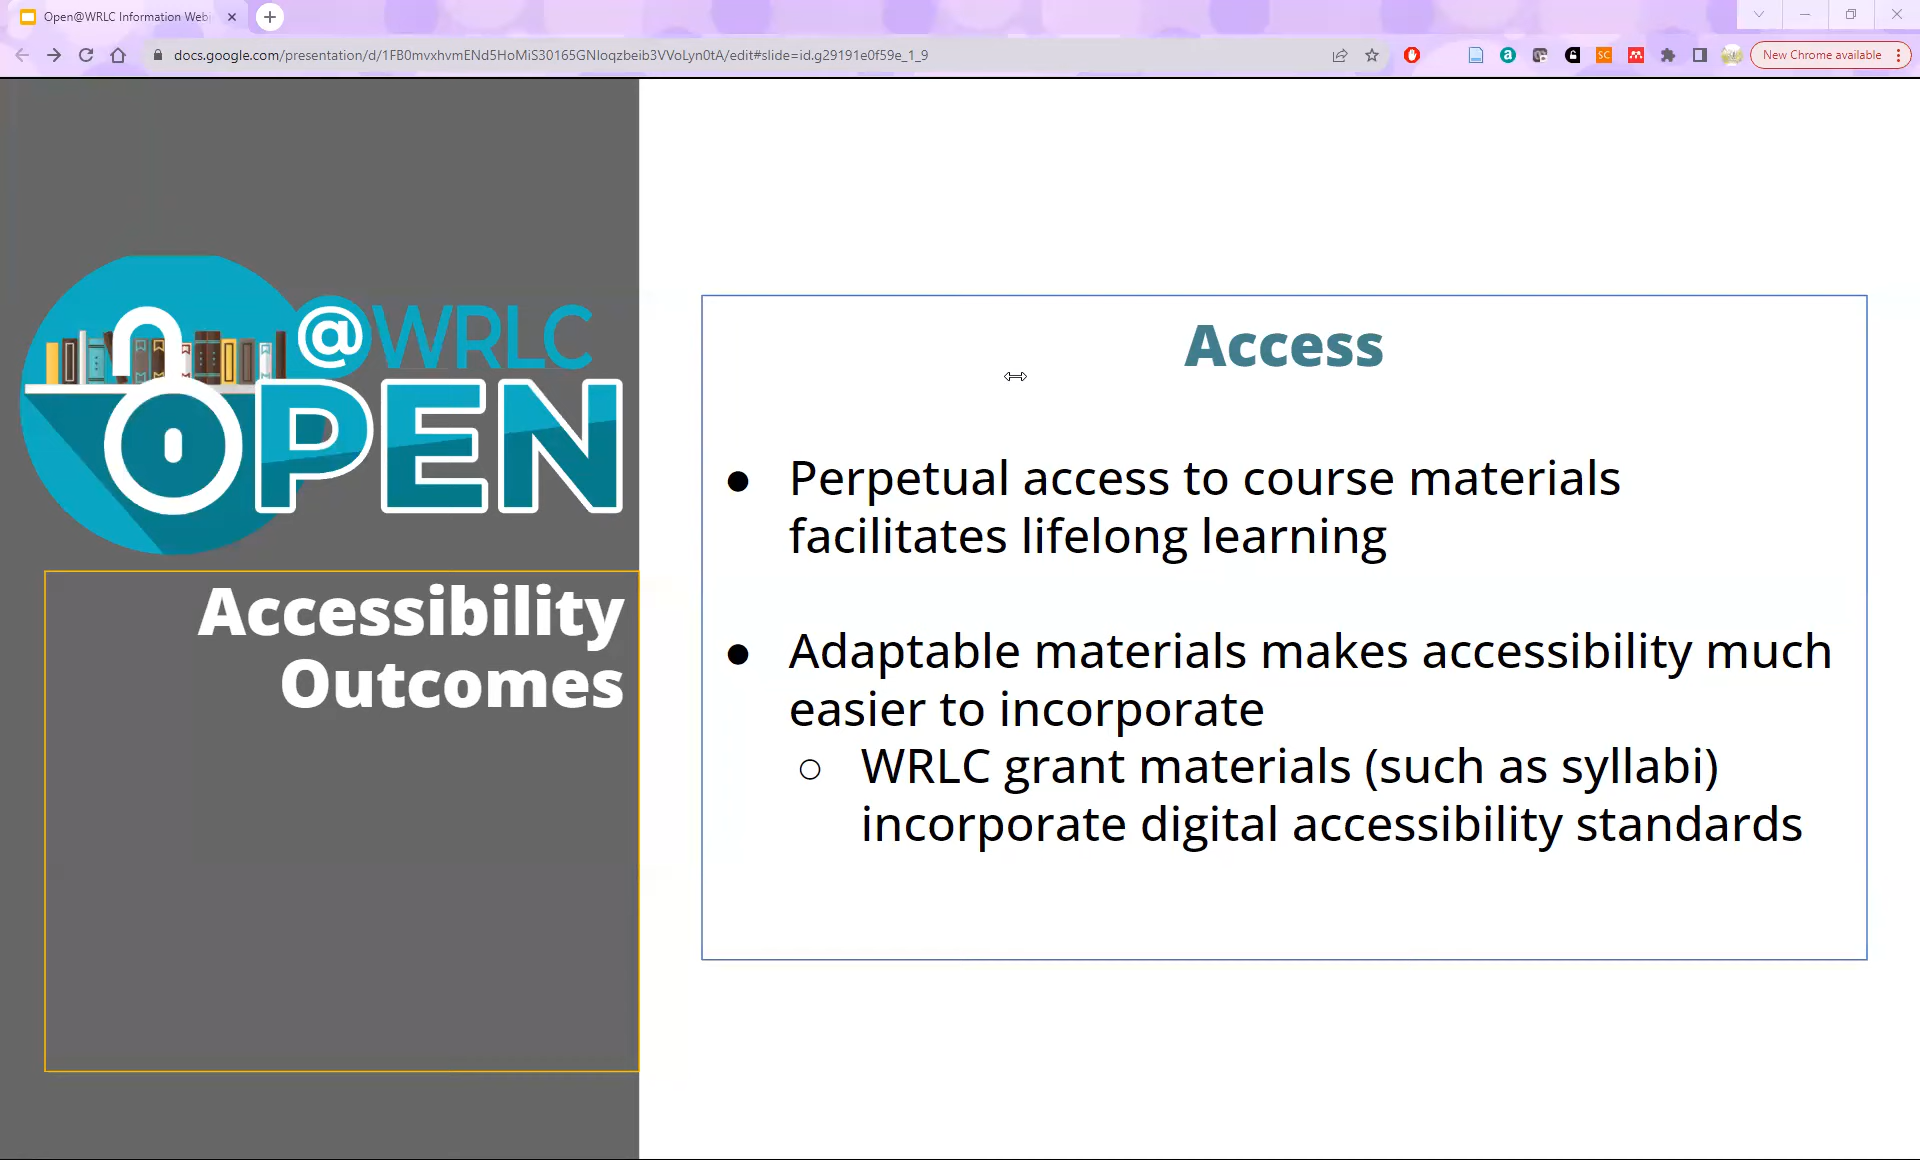 Open@WRLC Information Web
docs.google.com/presentation/d/1FB0mvxhvmENd5HoMiS30165GNIoqzbeib3VVoLyn0tA/edit#slide=id.g29191e0f59e_1_9
SC
New Chrome available
@WRLC
OPEN
Accessibility
Outcomes
Access
● Perpetual access to course materials
facilitates lifelong learning
● Adaptable materials makes accessibility much
easier to incorporate
○ WRLC grant materials (such as syllabi)
incorporate digital accessibility standards